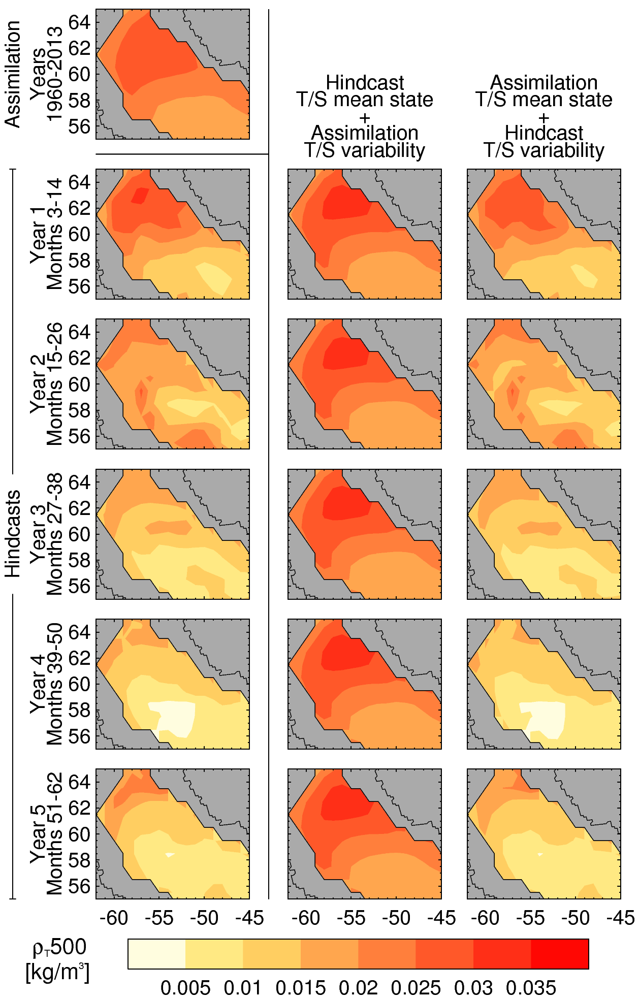 Assimilation
Years
1960-2013
64
62
60
58
56
Hindcast
T/S mean state
+
Assimilation
T/S variability
Assimilation
T/S mean state
+
Hindcast
T/S variability
Hindcasts
Year 1
Months 3-14
64
62
60
58
56
Year 2
Months 15-26
64
62
60
58
56
Year 3
Months 27-38
64
62
60
58
56
Year 4
Months 39-50
64
62
60
58
56
Year 5
Months 51-62
64
62
60
58
56
-60 -55 -50 -45 -60 -55 -50 -45 -60 -55 -50 -45
ρT500
[kg/m³]
0.005 0.01 0.015 0.02 0.025 0.03 0.035